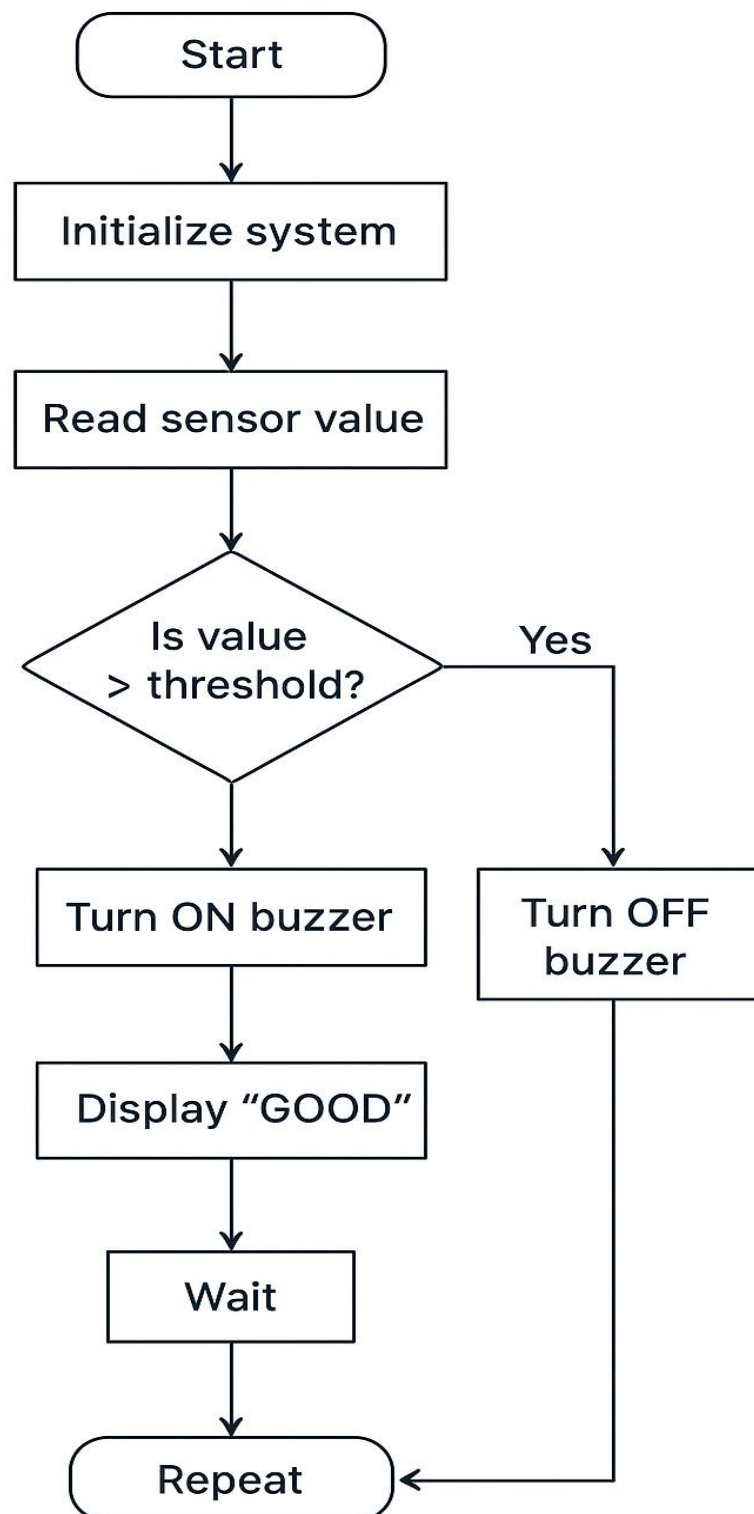 Start
Initialize system
Read sensor value
Is value
> threshold?
Yes
Turn ON buzzer
Turn OFF
buzzer
Display “GOOD”
Wait
Repeat